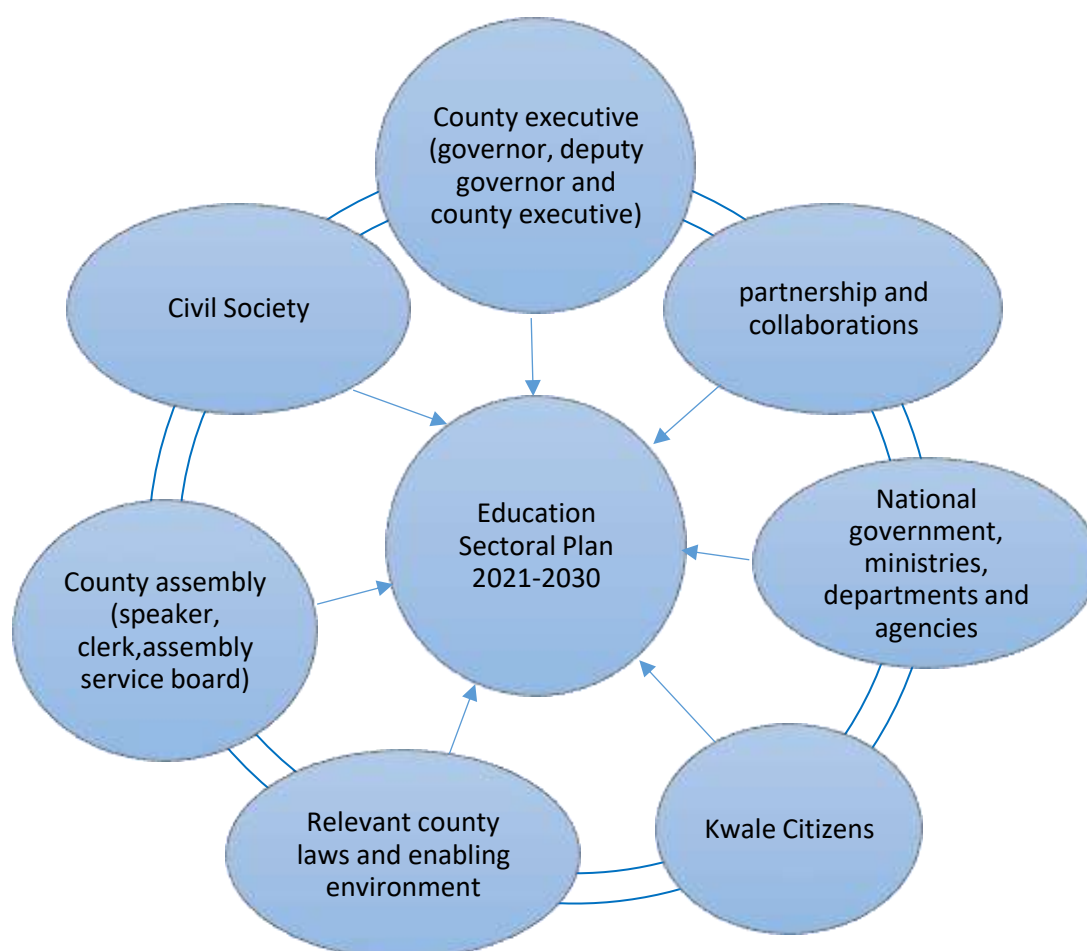 County executive
(governor, deputy
governor and
county executive)
Civil Society
partnership and
collaborations
Education
Sectoral Plan
2021-2030
National
government,
ministries,
departments and
agencies
County assembly
(speaker,
clerk,assembly
service board)
Relevant county
laws and enabling
environment
Kwale Citizens